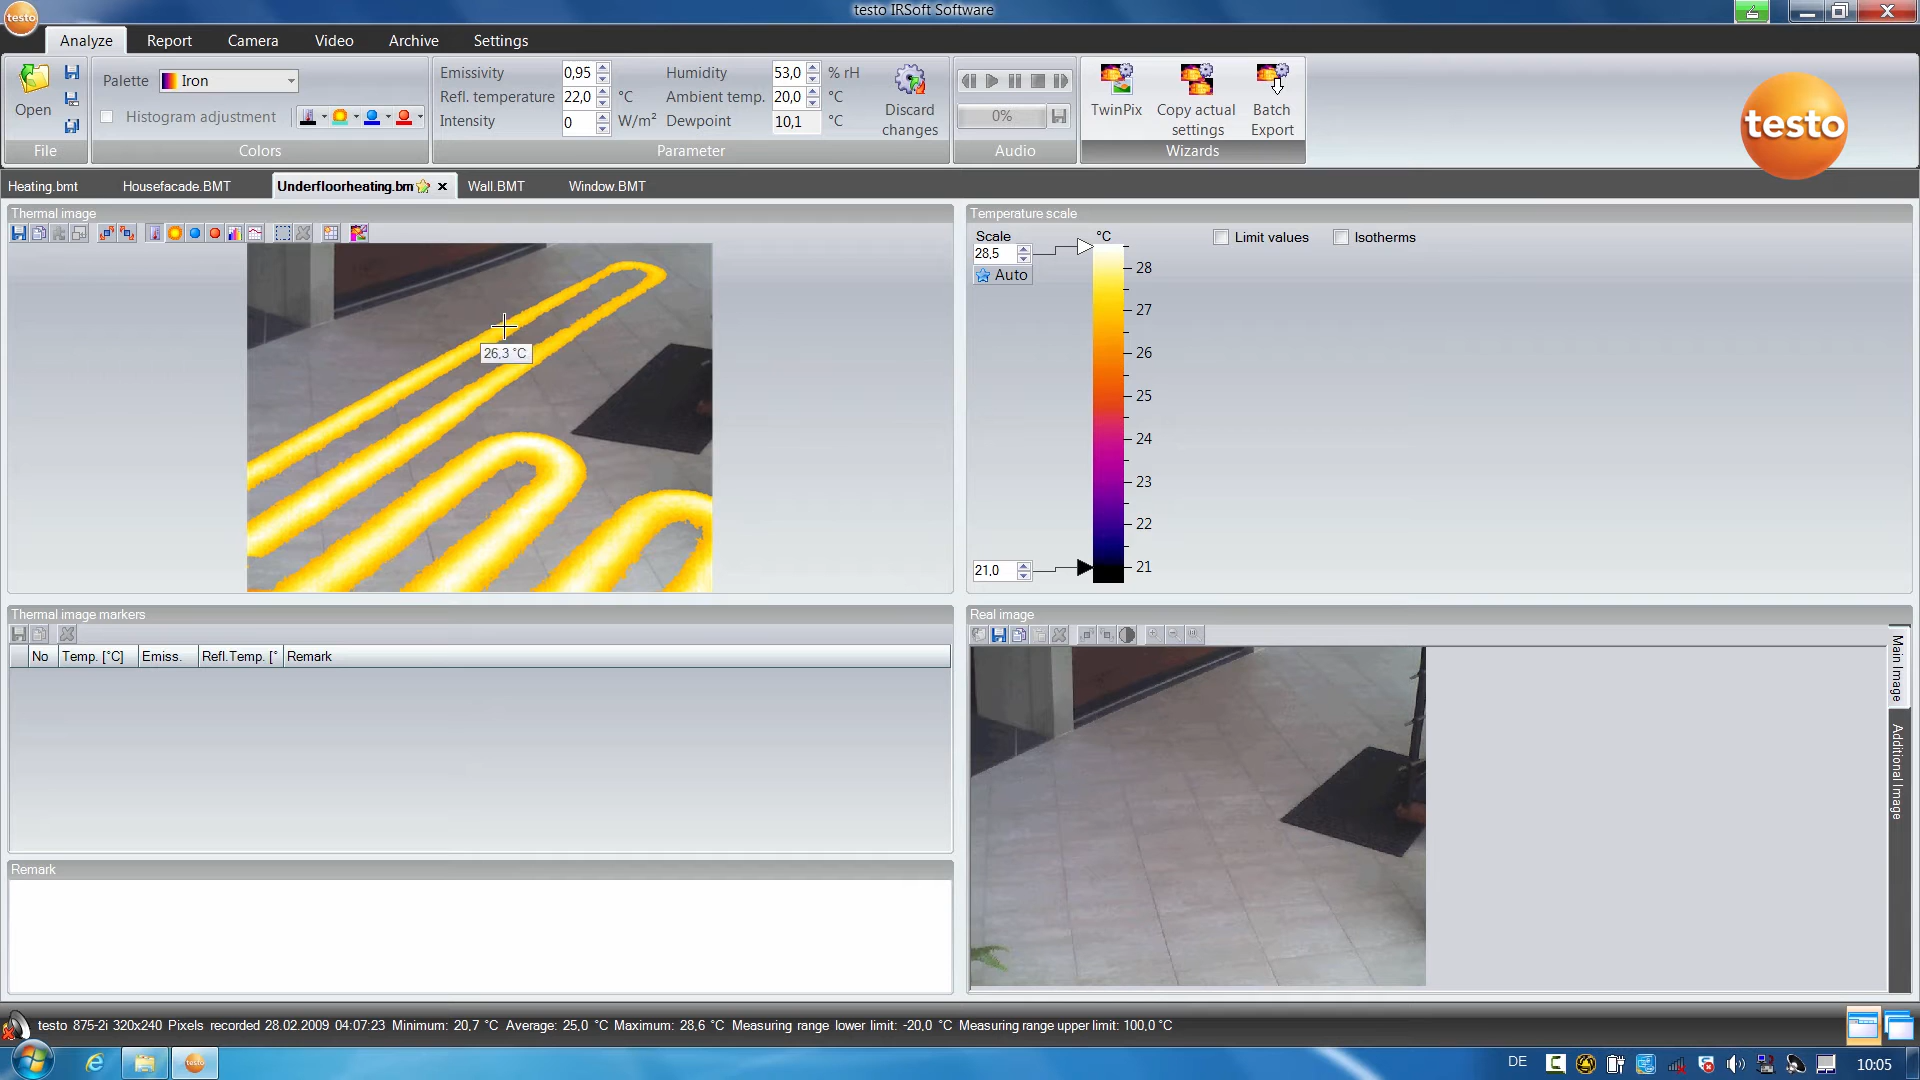 testo IRSoft Software
testo
Analyze Report Camera Video Archive Settings
Open
File
Palette Iron
Histogram adjustment
Colors
Emissivity 0,95 Humidity 53,0 % rH
Refl. temperature 22,0 °C Ambient temp. 20,0 °C
Intensity 0 W/m² Dewpoint 10,1 °C
Discard changes
Parameter
0%
Audio
TwinPix
Copy actual settings
Batch Export
Wizards
testo
Heating.bmt Housefacade.BMT Underfloorheating.bm Wall.BMT Window.BMT
Thermal image
26,3 °C
Temperature scale
Scale
28,5
Auto
°C
28
27
26
25
24
23
22
21
21,0
Limit values Isotherms
Thermal image markers
No Temp. [°C] Emiss. Refl.Temp. [° Remark
Remark
Real image
Main Image
Additional Image
testo 875-2i 320x240 Pixels recorded 28.02.2009 04:07:23 Minimum: 20,7 °C Average: 25,0 °C Maximum: 28,6 °C Measuring range lower limit: -20,0 °C Measuring range upper limit: 100,0 °C
testo
DE
10:05